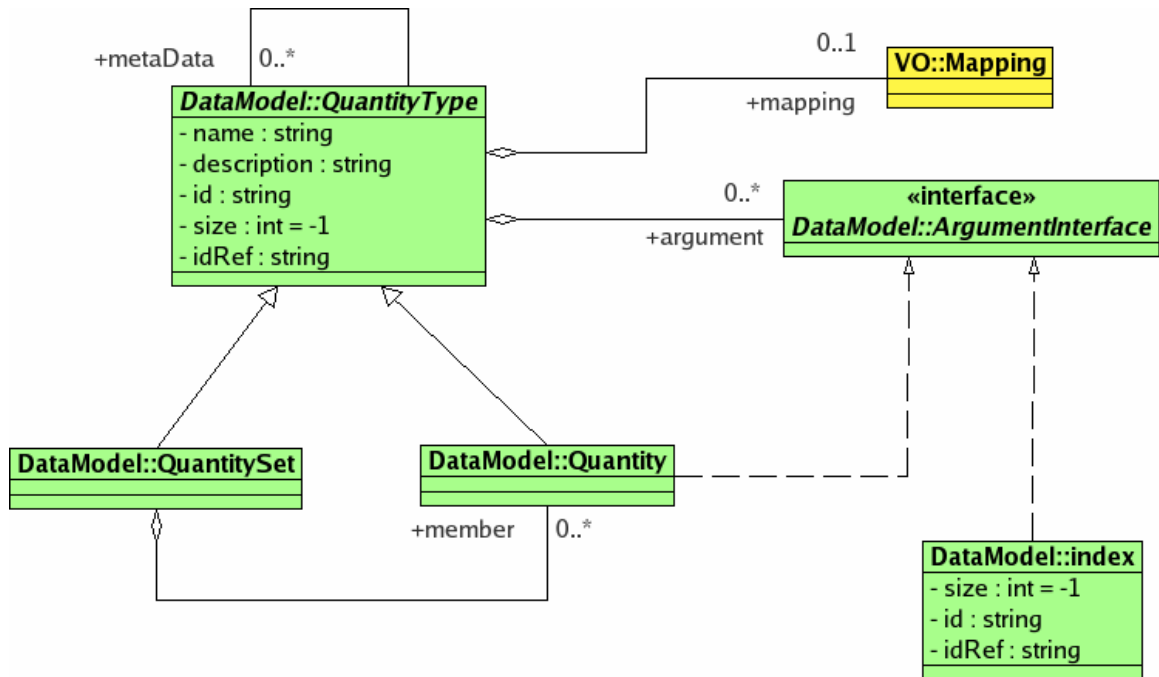 +metaData
0..*
DataModel::QuantityType
- name : string
- description : string
- id : string
- size : int = -1
- idRef : string
0..1
+mapping
VO::Mapping
0..*
+argument
«interface»
DataModel::ArgumentInterface
DataModel::QuantitySet
DataModel::Quantity
+member
0..*
DataModel::index
- size : int = -1
- id : string
- idRef : string